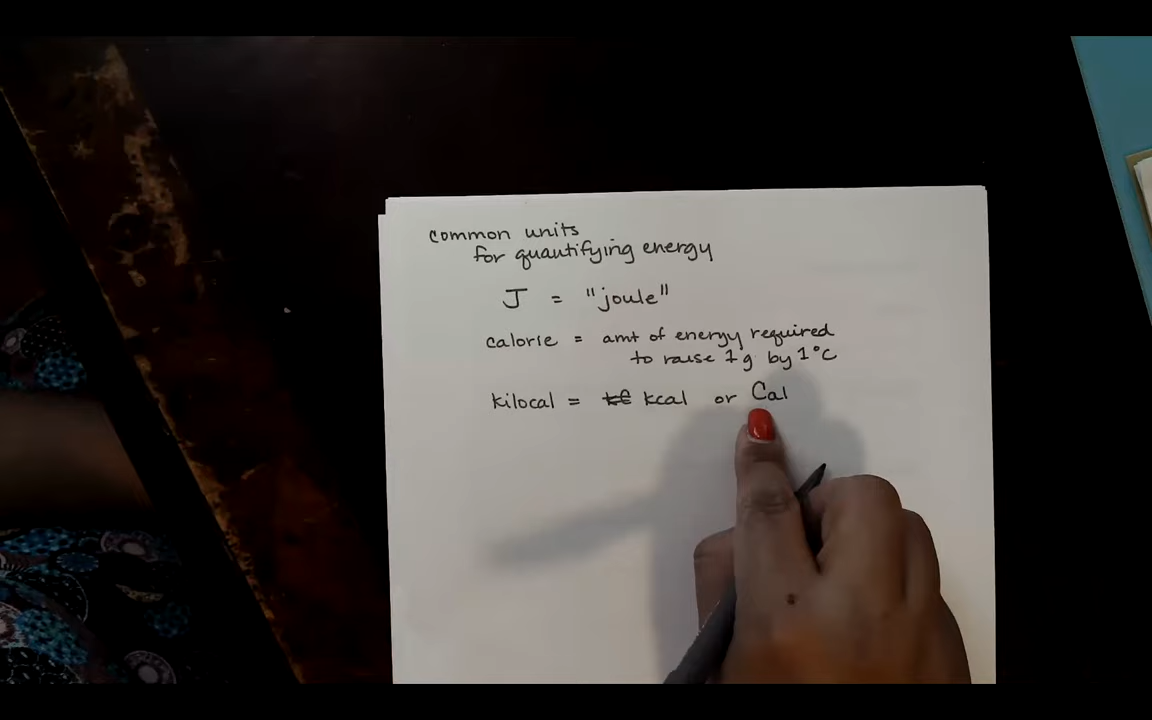 common units
for quantifying energy
J = "joule"
calorie = amt of energy required
to raise 1g by 1°C
kilocal = kcal or Cal